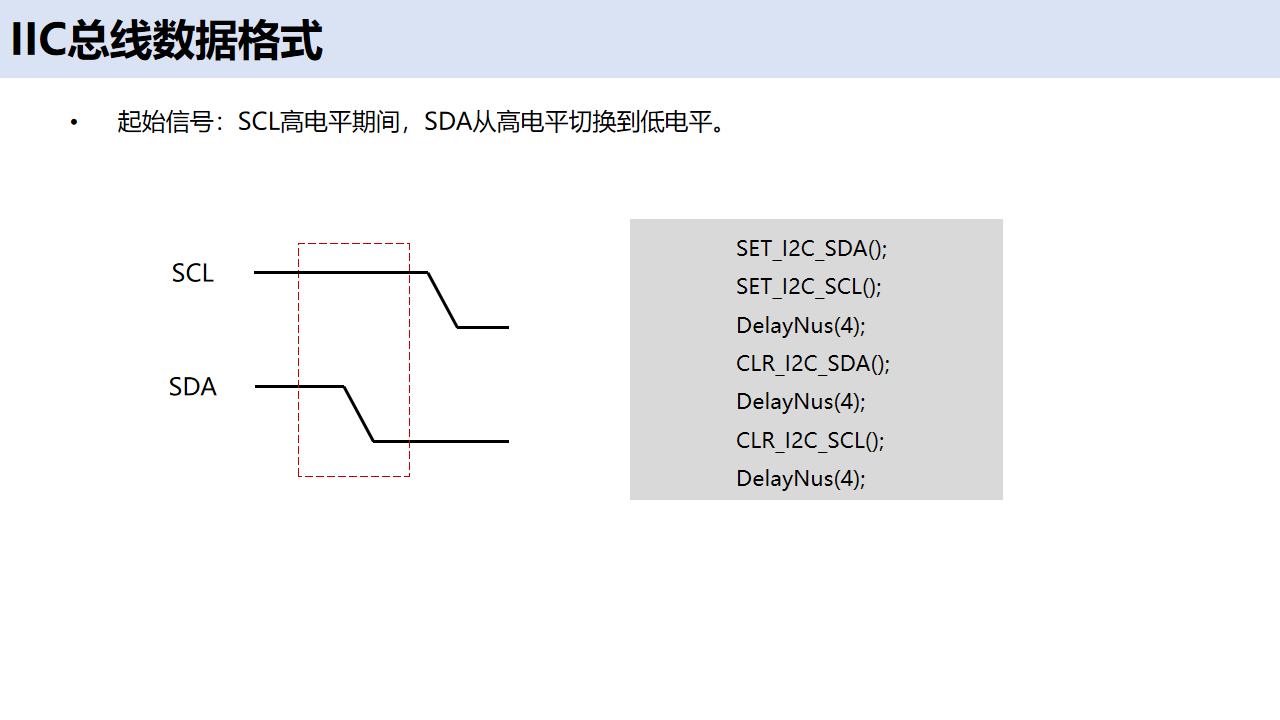 IIC总线数据格式
• 起始信号：SCL高电平期间，SDA从高电平切换到低电平。
SCL
SDA
SET_I2C_SDA();
SET_I2C_SCL();
DelayNus(4);
CLR_I2C_SDA();
DelayNus(4);
CLR_I2C_SCL();
DelayNus(4);